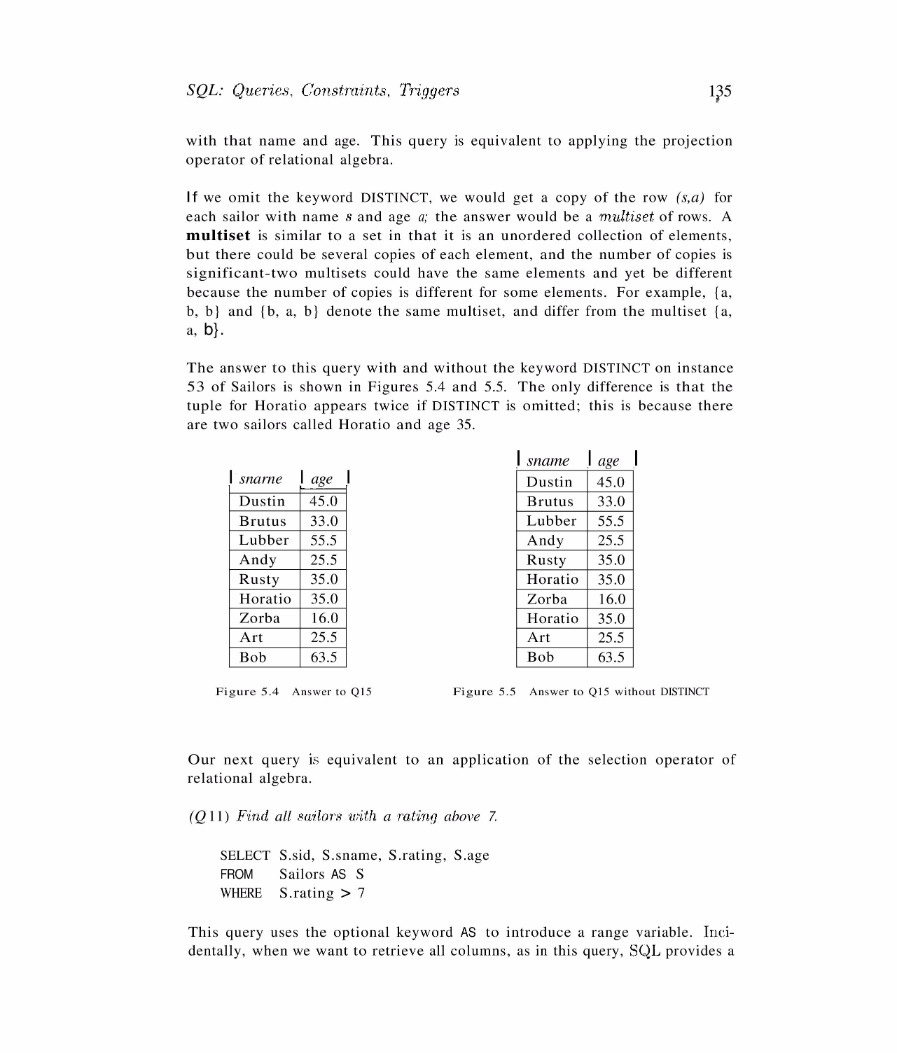 SQL: Queries, Constraints, Triggers 135
with that name and age. This query is equivalent to applying the projection
operator of relational algebra.
If we omit the keyword DISTINCT, we would get a copy of the row (s,a) for
each sailor with name s and age a; the answer would be a multiset of rows. A
multiset is similar to a set in that it is an unordered collection of elements,
but there could be several copies of each element, and the number of copies is
significant-two multisets could have the same elements and yet be different
because the number of copies is different for some elements. For example, {a,
b, b} and {b, a, b} denote the same multiset, and differ from the multiset {a,
a, b}.
The answer to this query with and without the keyword DISTINCT on instance
53 of Sailors is shown in Figures 5.4 and 5.5. The only difference is that the
tuple for Horatio appears twice if DISTINCT is omitted; this is because there
are two sailors called Horatio and age 35.
snarne age
Dustin 45.0
Brutus 33.0
Lubber 55.5
Andy 25.5
Rusty 35.0
Horatio 35.0
Zorba 16.0
Art 25.5
Bob 63.5
Figure 5.4 Answer to Q15
sname age
Dustin 45.0
Brutus 33.0
Lubber 55.5
Andy 25.5
Rusty 35.0
Horatio 35.0
Zorba 16.0
Horatio 35.0
Art 25.5
Bob 63.5
Figure 5.5 Answer to Q15 without DISTINCT
Our next query is equivalent to an application of the selection operator of
relational algebra.
(Q11) Find all sailors with a rating above 7.
SELECT S.sid, S.sname, S.rating, S.age
FROM Sailors AS S
WHERE S.rating > 7
This query uses the optional keyword AS to introduce a range variable. Inci-
dentally, when we want to retrieve all columns, as in this query, SQL provides a